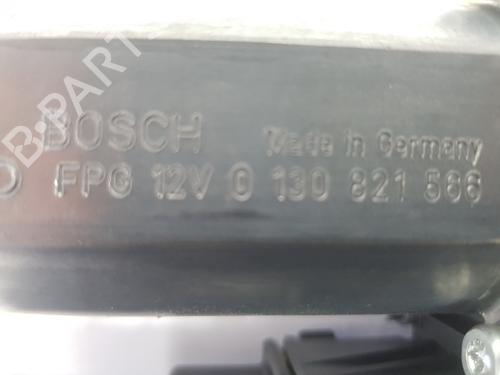 B-PARTS
BOSCH Made in Germany
FPG 12V 0 130 821 566